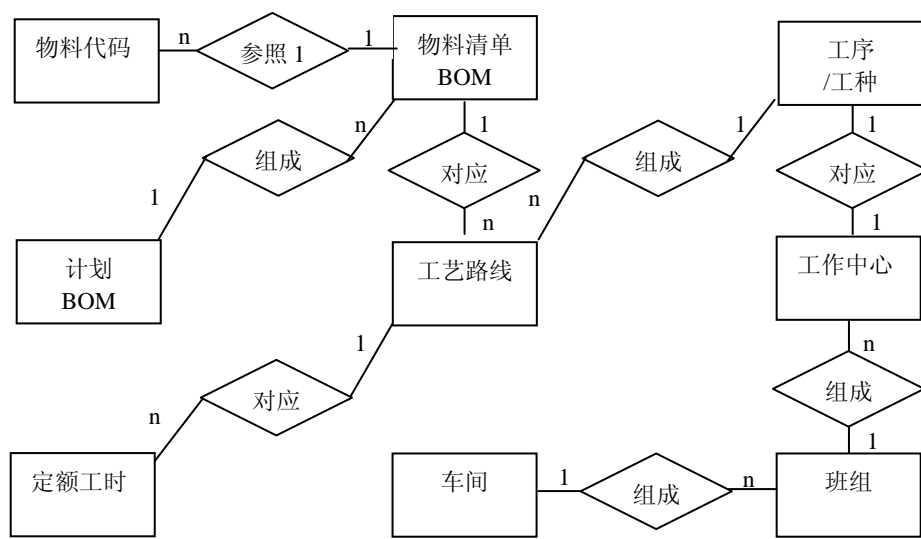 物料代码
n
参照 1
1
物料清单
BOM
工序
/工种
n
组成
1
1
对应
n
组成
1
n
1
对应
1
计划
BOM
工艺路线
工作中心
1
对应
n
n
组成
1
定额工时
车间
1
组成
n
班组